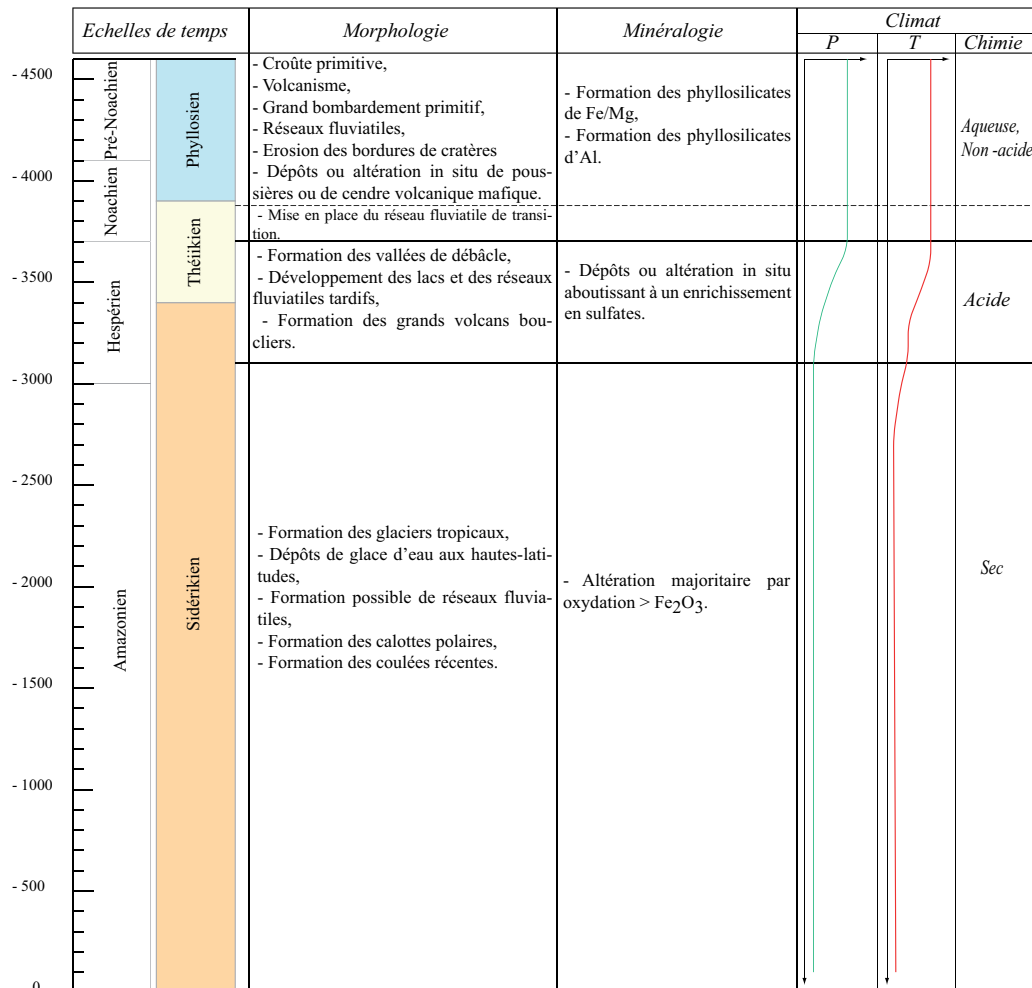 Echelles de temps
Morphologie
Minéralogie
Climat
P
T
Chimie
- 4500
- 4000
- 3500
- 3000
- 2500
- 2000
- 1500
- 1000
- 500
0
Pré-Noachien
Noachien
Hespérien
Amazonien
Phyllosien
Théiikien
Sidérikien
- Croûte primitive,
- Volcanisme,
- Grand bombardement primitif,
- Réseaux fluviatiles,
- Erosion des bordures de cratères
- Dépôts ou altération in situ de pous-
sières ou de cendre volcanique mafique.
- Mise en place du réseau fluviatile de transi-
tion.
- Formation des vallées de débâcle,
- Développement des lacs et des réseaux
fluviatiles tardifs,
- Formation des grands volcans bou-
cliers.
- Formation des glaciers tropicaux,
- Dépôts de glace d’eau aux hautes-lati-
tudes,
- Formation possible de réseaux fluvia-
tiles,
- Formation des calottes polaires,
- Formation des coulées récentes.
- Formation des phyllosilicates
de Fe/Mg,
- Formation des phyllosilicates
d’Al.
- Dépôts ou altération in situ
aboutissant à un enrichissement
en sulfates.
- Altération majoritaire par
oxydation > Fe2O3.
Aqueuse,
Non -acide
Acide
Sec